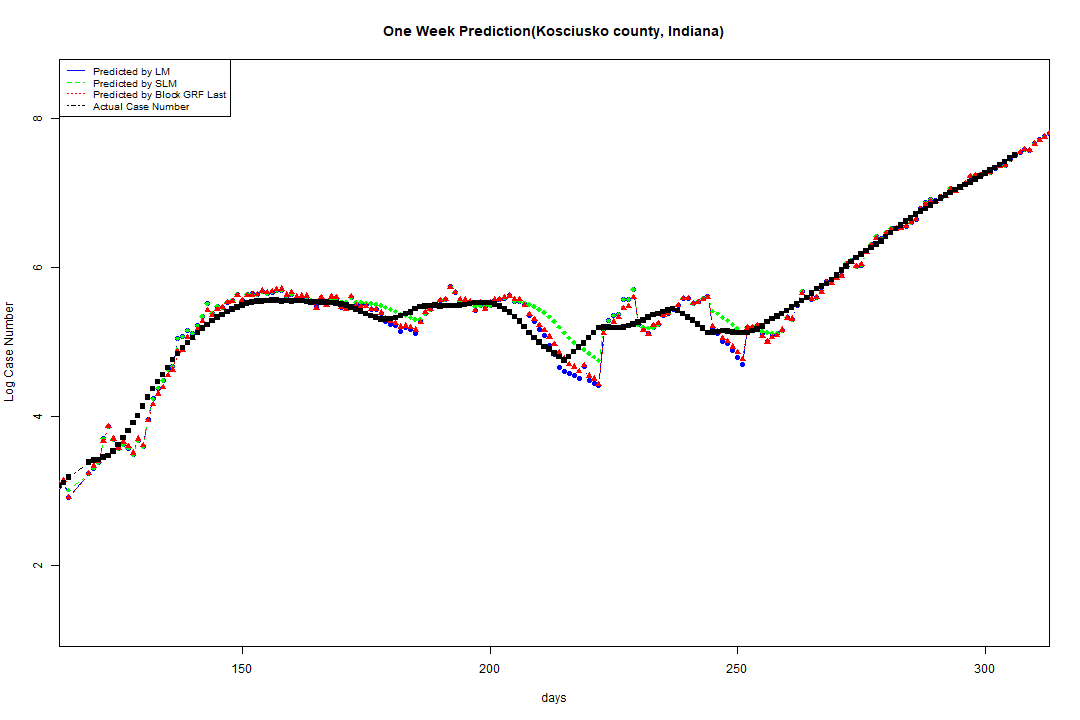 One Week Prediction(Kosciusko county, Indiana)
Predicted by LM
Predicted by SLM
Predicted by Block GRF Last
Actual Case Number
8
6
4
2
Log Case Number
150 200 250 300
days